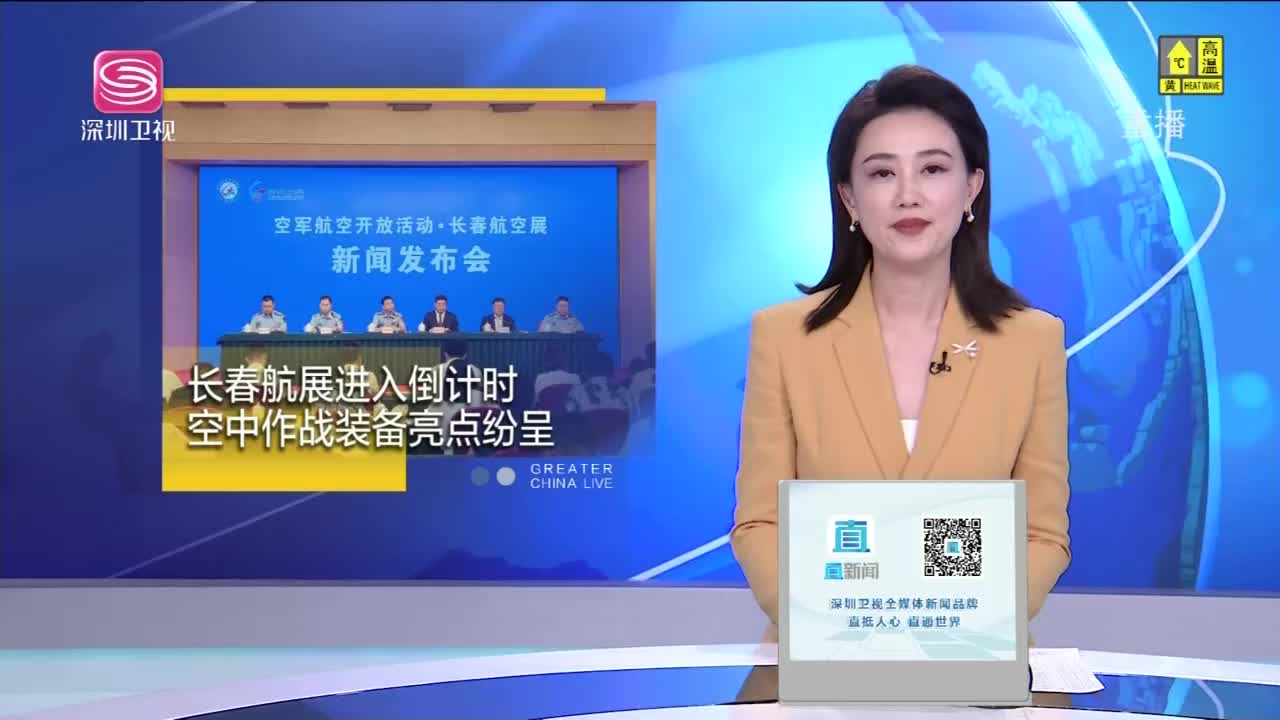 深圳卫视
高温
℃
黄
HEAT WAVE
重播
空军航空开放活动·长春航空展
新闻发布会
长春航展进入倒计时
空中作战装备亮点纷呈
GREATER
CHINA LIVE
直
直新闻
深圳卫视全媒体新闻品牌
直抵人心 直通世界